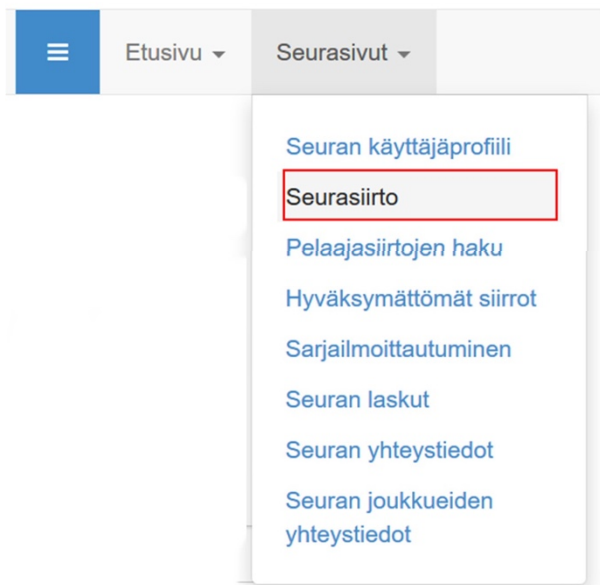 Etusivu Seurasivut
Seuran käyttäjäprofiili
Seurasiirto
Pelaajasiirtojen haku
Hyväksymättömät siirrot
Sarjailmoittautuminen
Seuran laskut
Seuran yhteystiedot
Seuran joukkueiden
yhteystiedot